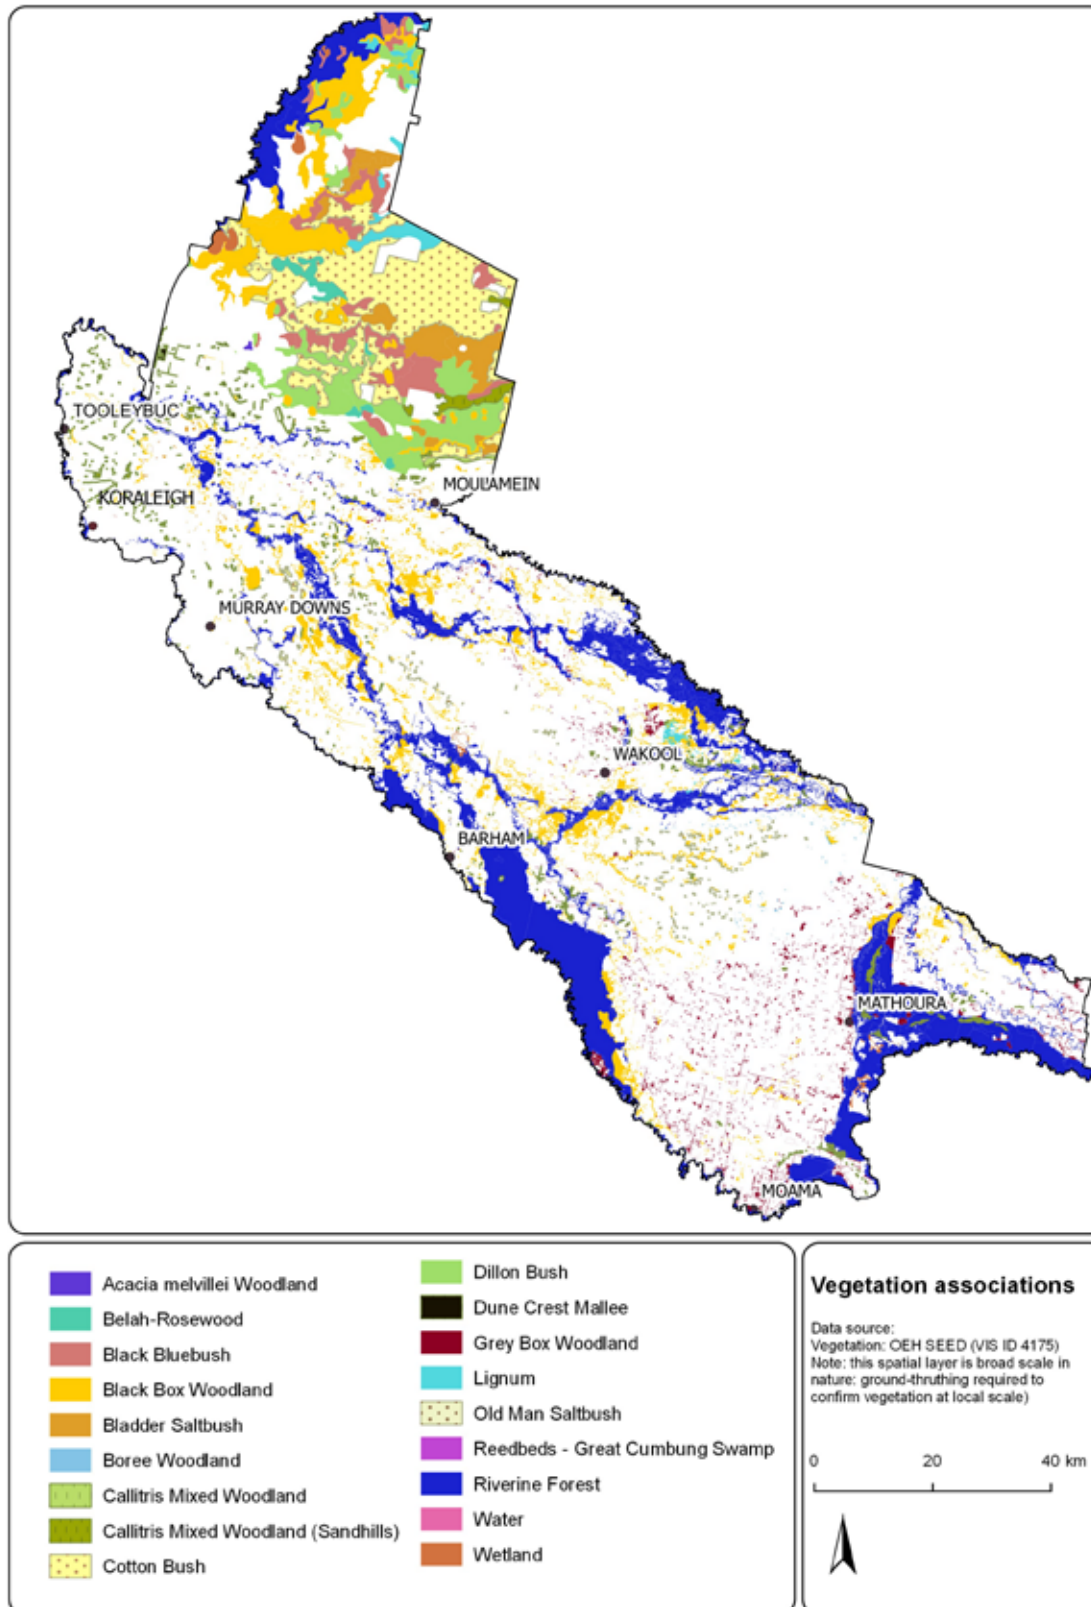 TOOLEYBUC
MOULAMEIN
KORALEIGH
MURRAY DOWNS
WAKOOL
BARHAM
MATHOURA
MOAMA
Acacia melvillei Woodland
Belah-Rosewood
Black Bluebush
Black Box Woodland
Bladder Saltbush
Boree Woodland
Callitris Mixed Woodland
Callitris Mixed Woodland (Sandhills)
Cotton Bush
Dillon Bush
Dune Crest Mallee
Grey Box Woodland
Lignum
Old Man Saltbush
Reedbeds - Great Cumbung Swamp
Riverine Forest
Water
Wetland
Vegetation associations
Data source:
Vegetation: OEH SEED (VIS ID 4175)
Note: this spatial layer is broad scale in
nature: ground-thruthing required to
confirm vegetation at local scale)
0 20 40 km